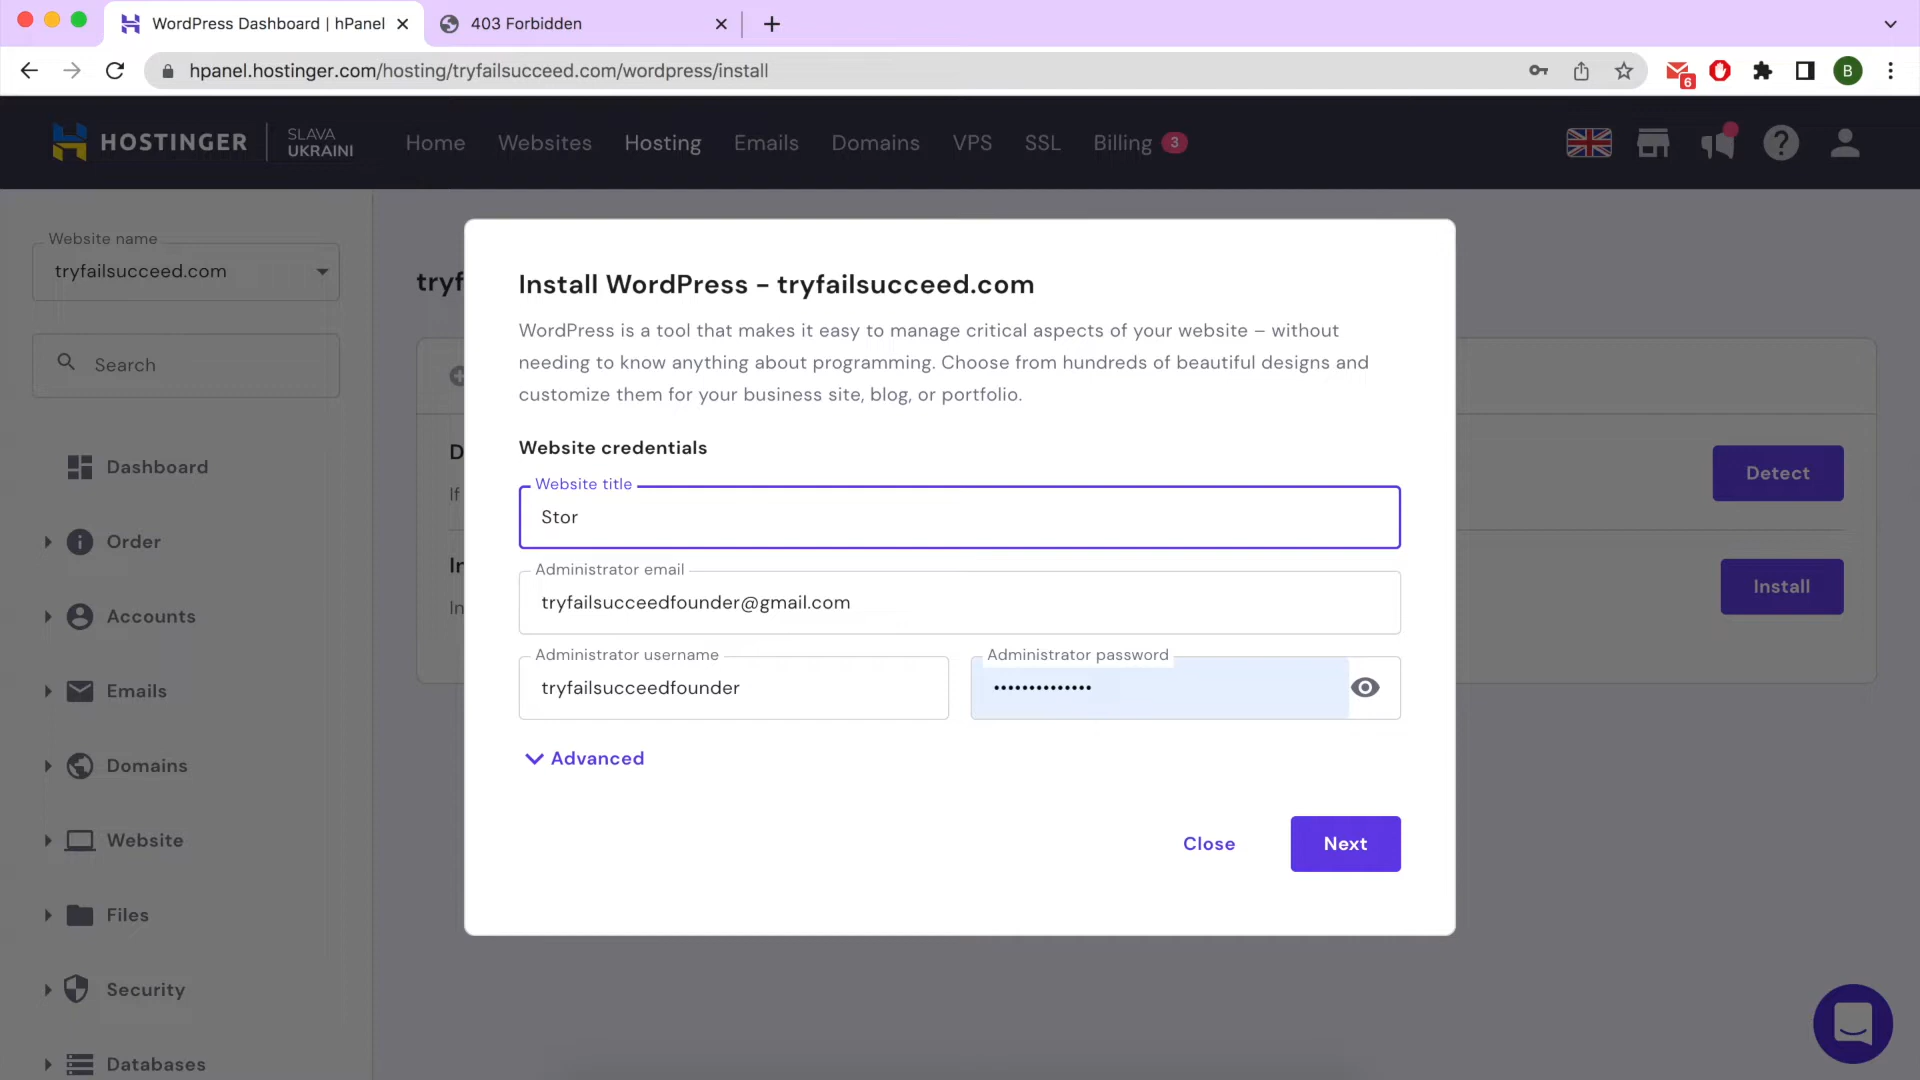 WordPress Dashboard | hPanel
403 Forbidden
hpanel.hostinger.com/hosting/tryfailsucceed.com/wordpress/install
6
B
HOSTINGER
SLAVA
UKRAINI
Home
Websites
Hosting
Emails
Domains
VPS
SSL
Billing 3
Website name
tryfailsucceed.com
Search
Dashboard
Order
Accounts
Emails
Domains
Website
Files
Security
Databases
tryf
D
If
In
In
Detect
Install
Install WordPress - tryfailsucceed.com
WordPress is a tool that makes it easy to manage critical aspects of your website – without
needing to know anything about programming. Choose from hundreds of beautiful designs and
customize them for your business site, blog, or portfolio.
Website credentials
Website title
Stor
Administrator email
tryfailsucceedfounder@gmail.com
Administrator username
tryfailsucceedfounder
Administrator password
••••••••••••••
Advanced
Close
Next